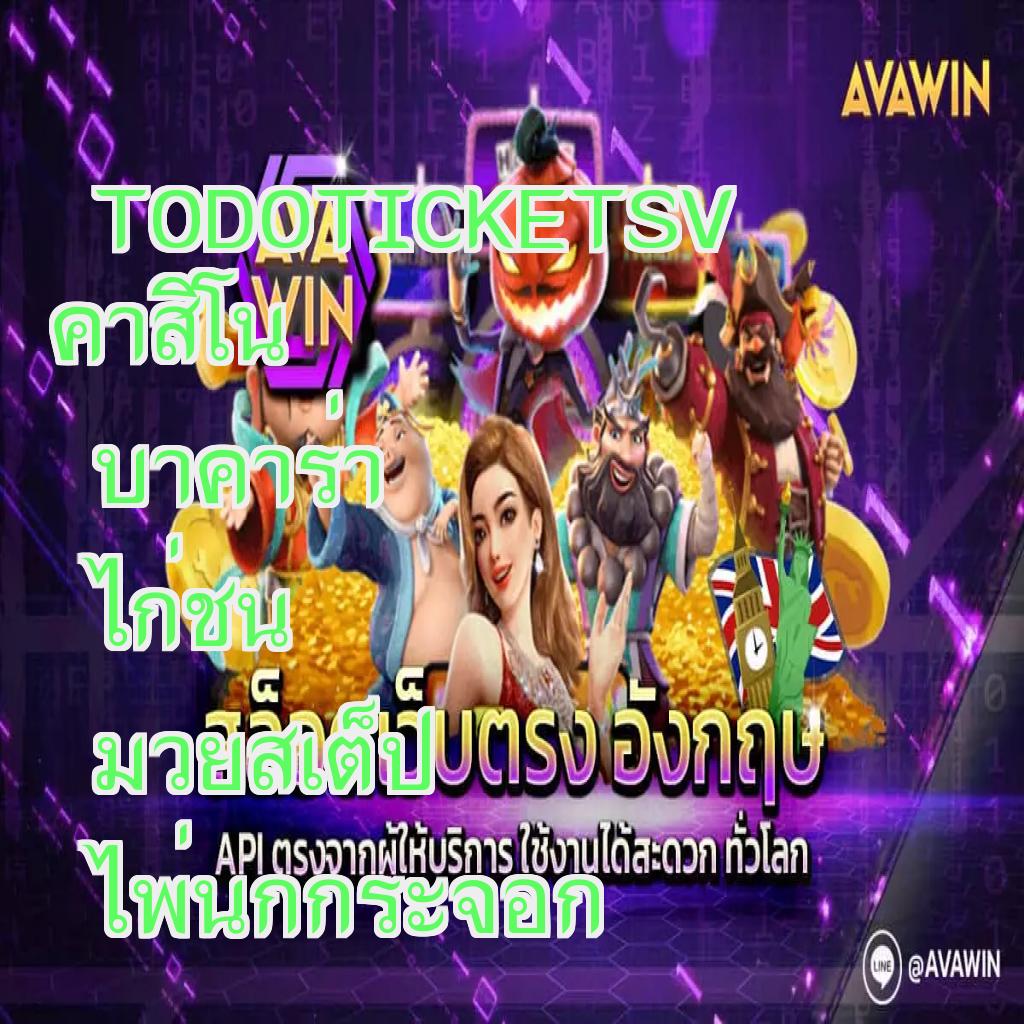 AVAWIN
TODOTICKETSV
AVA
WIN
คาสิโน
บาคาร่า
ไก่ชน
มวยสเต็ป
สล็อตเว็บตรง อังกฤษ
API ตรงจากผู้ให้บริการ ใช้งานได้สะดวก ทั่วโลก
ไพ่นกกระจอก
LINE @AVAWIN